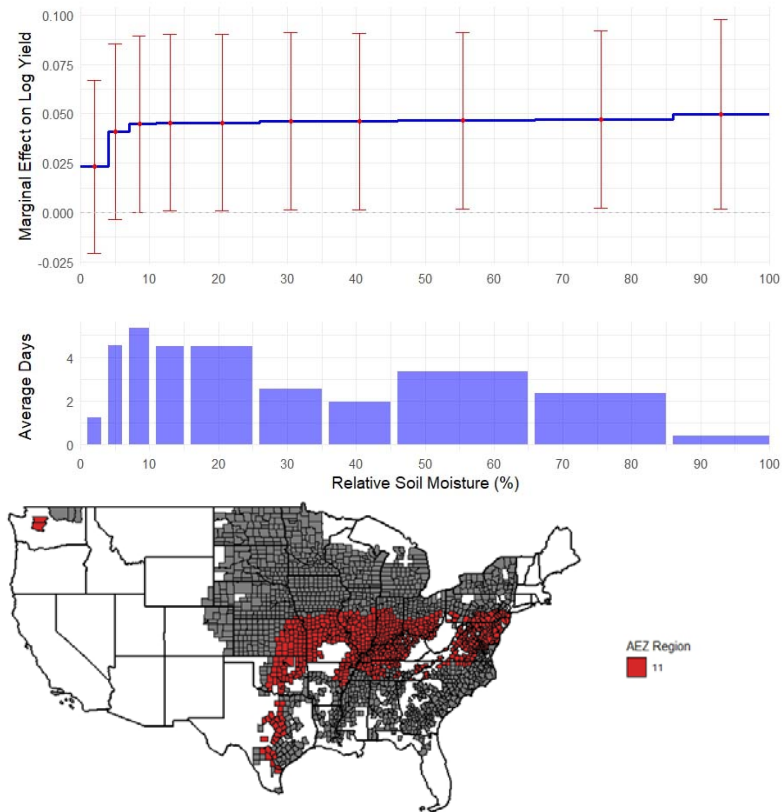 Marginal Effect on Log Yield
0.100
0.075
0.050
0.025
0.000
-0.025
0 10 20 30 40 50 60 70 80 90 100
Average Days
4
2
0
0 10 20 30 40 50 60 70 80 90 100
Relative Soil Moisture (%)
AEZ Region
11